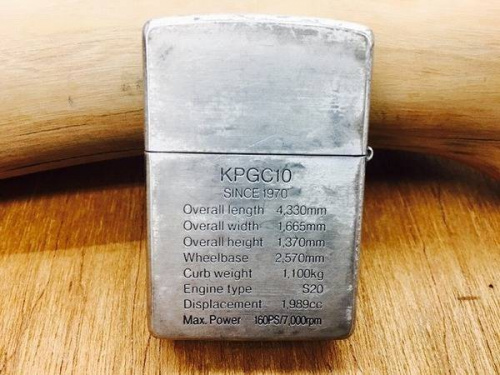 KPGC10
SINCE 1970
Overall length 4,330mm
Overall width 1,665mm
Overall height 1,370mm
Wheelbase 2,570mm
Curb weight 1,100kg
Engine type S20
Displacement 1,989cc
Max. Power 160PS/7,000rpm